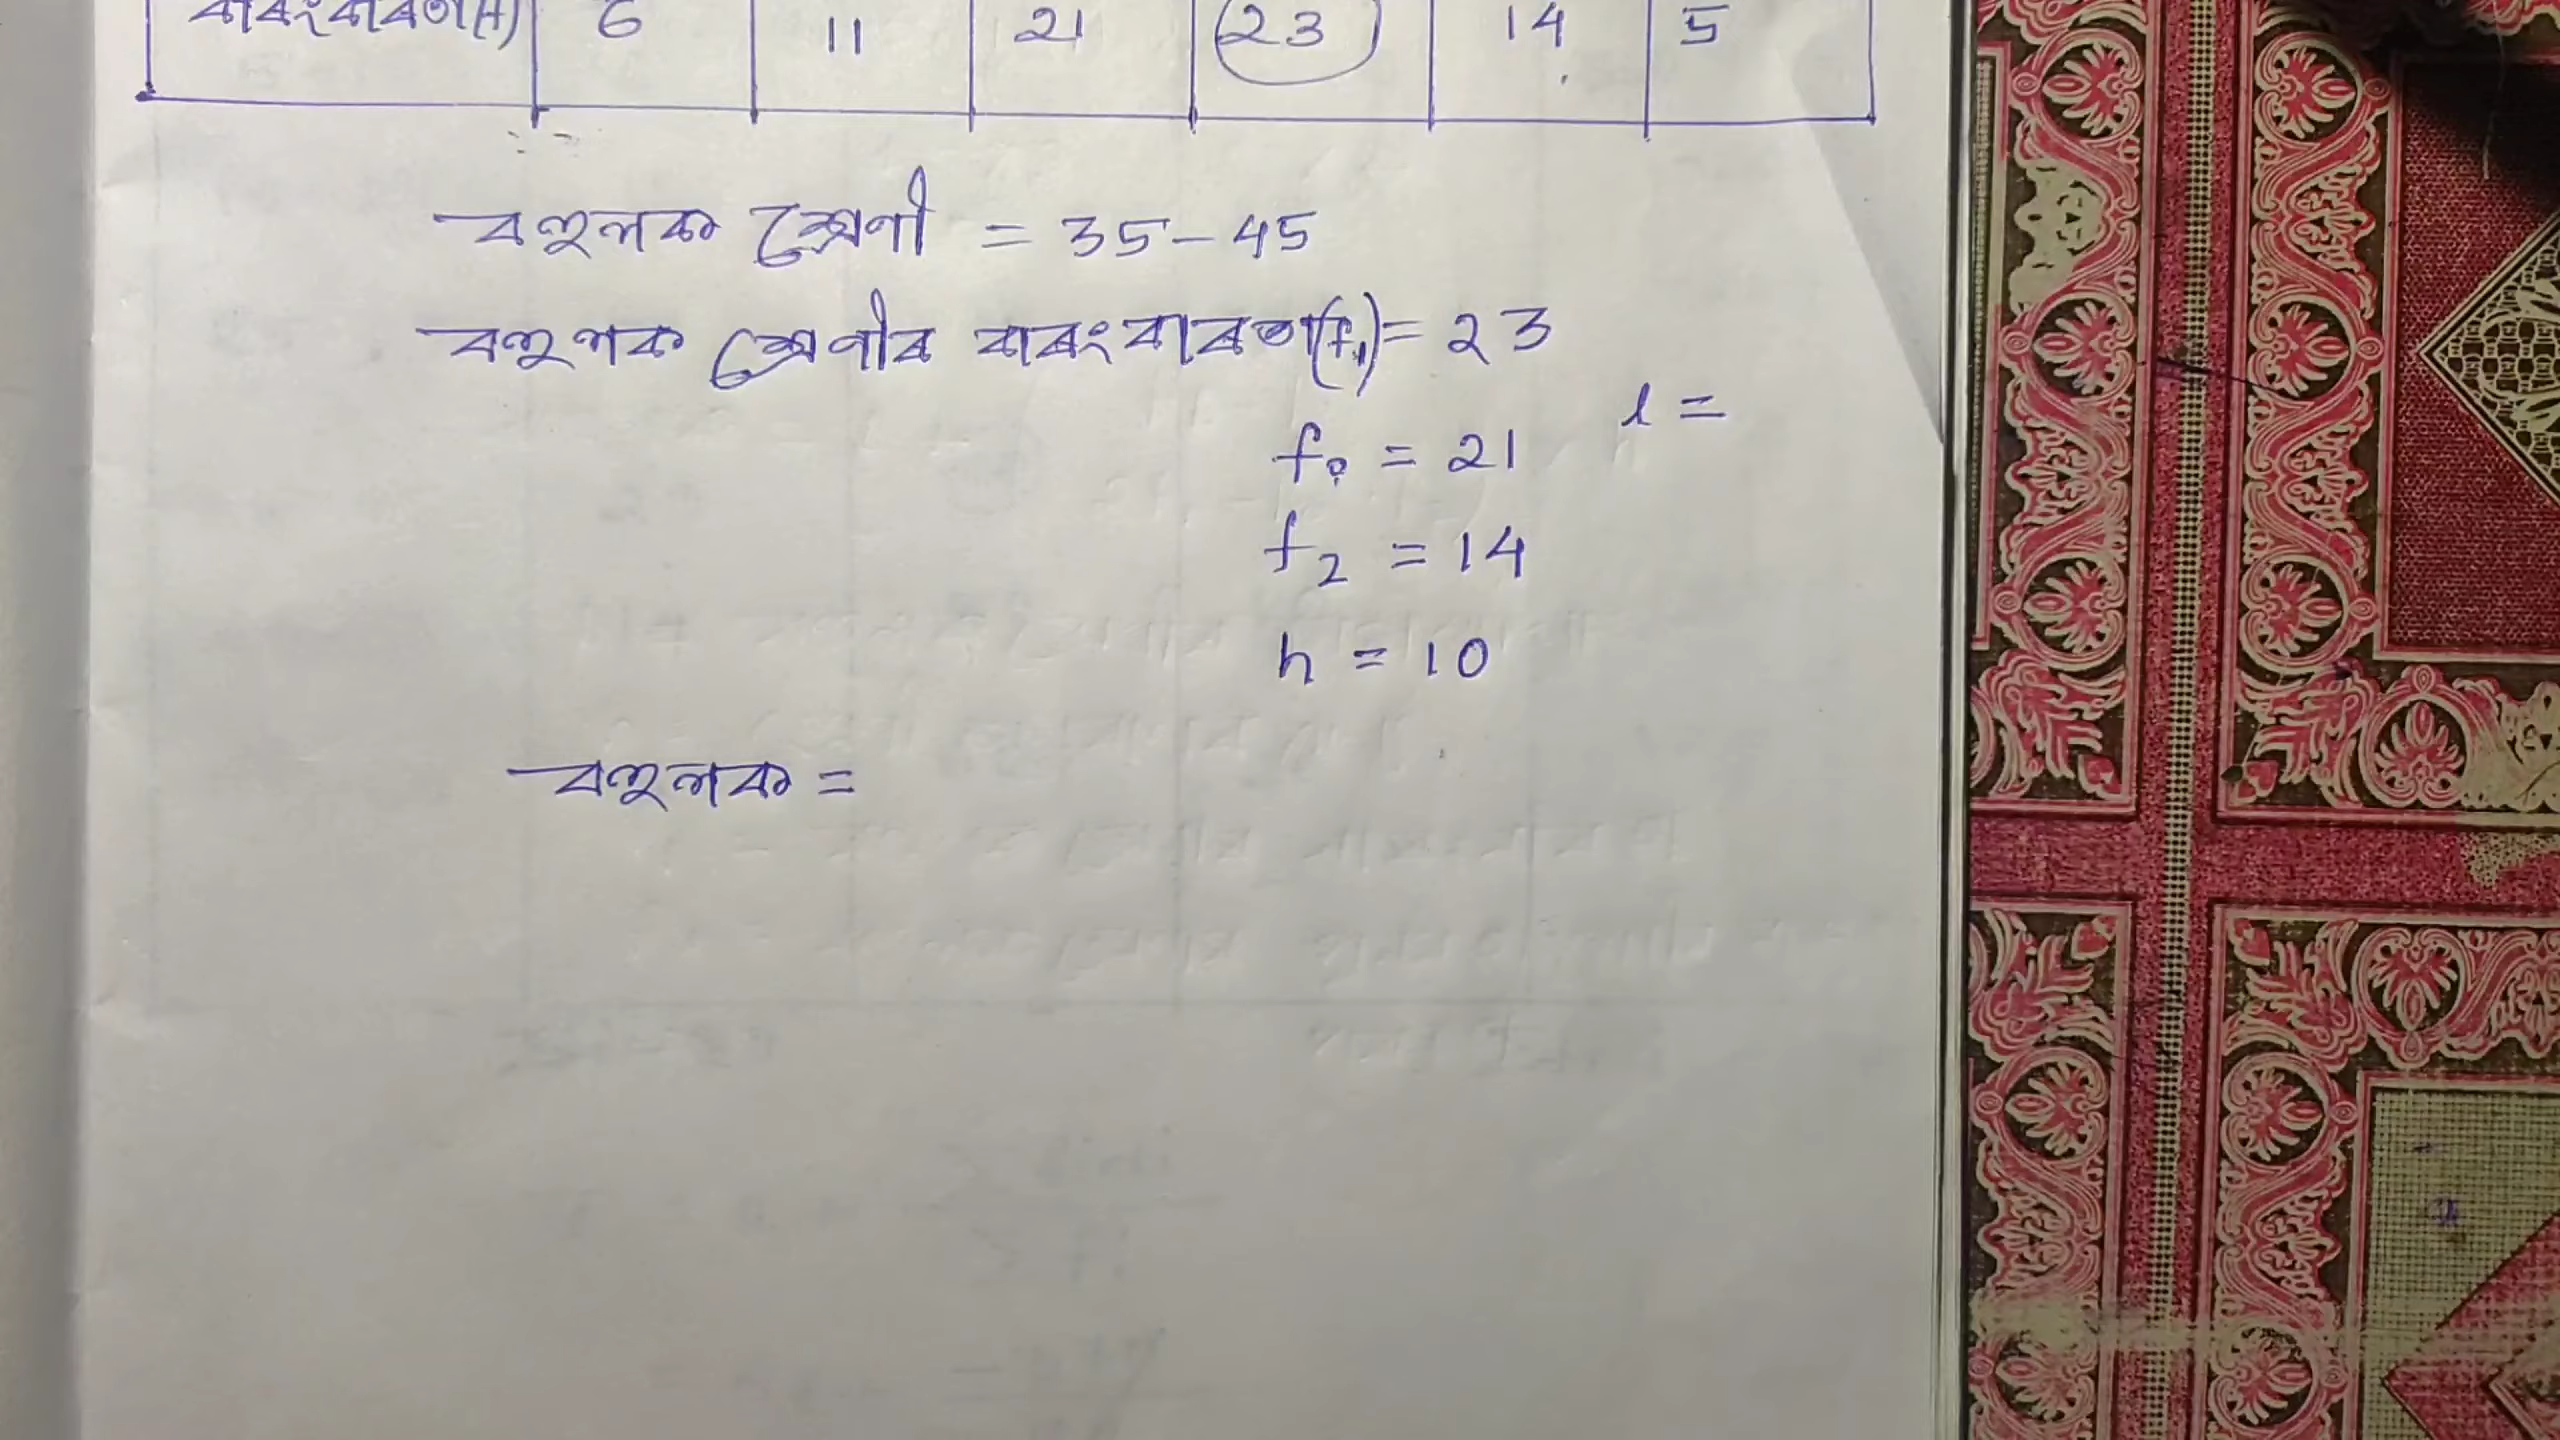 বাৰংবাৰতা(f) 6 11 21 23 14 5
বহুলক শ্ৰেণী = 35 - 45
বহুলক শ্ৰেণীৰ বাৰংবাৰতা(f₁) = 23
l =
f₀ = 21
f₂ = 14
h = 10
বহুলক =